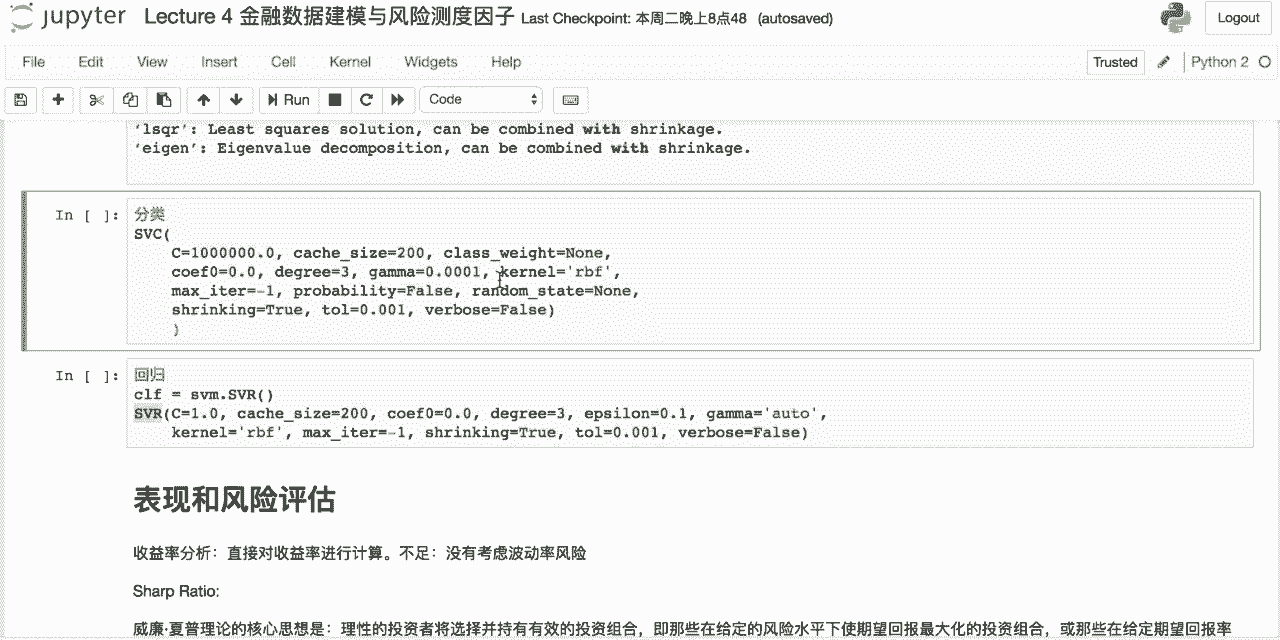 jupyter Lecture 4 金融数据建模与风险测度因子 Last Checkpoint: 本周二晚上8点48 (autosaved)
Logout
File Edit View Insert Cell Kernel Widgets Help
Trusted Python 2
Run Code
‘lsqr’: Least squares solution, can be combined with shrinkage.
‘eigen’: Eigenvalue decomposition, can be combined with shrinkage.
In [ ]: 分类
SVC(
C=1000000.0, cache_size=200, class_weight=None,
coef0=0.0, degree=3, gamma=0.0001, kernel='rbf',
max_iter=-1, probability=False, random_state=None,
shrinking=True, tol=0.001, verbose=False)
)
In [ ]: 回归
clf = svm.SVR()
SVR(C=1.0, cache_size=200, coef0=0.0, degree=3, epsilon=0.1, gamma='auto',
kernel='rbf', max_iter=-1, shrinking=True, tol=0.001, verbose=False)
表现和风险评估
收益率分析：直接对收益率进行计算。不足：没有考虑波动率风险
Sharp Ratio:
威廉·夏普理论的核心思想是：理性的投资者将选择并持有有效的投资组合，即那些在给定的风险水平下使期望回报最大化的投资组合，或那些在给定期望回报率